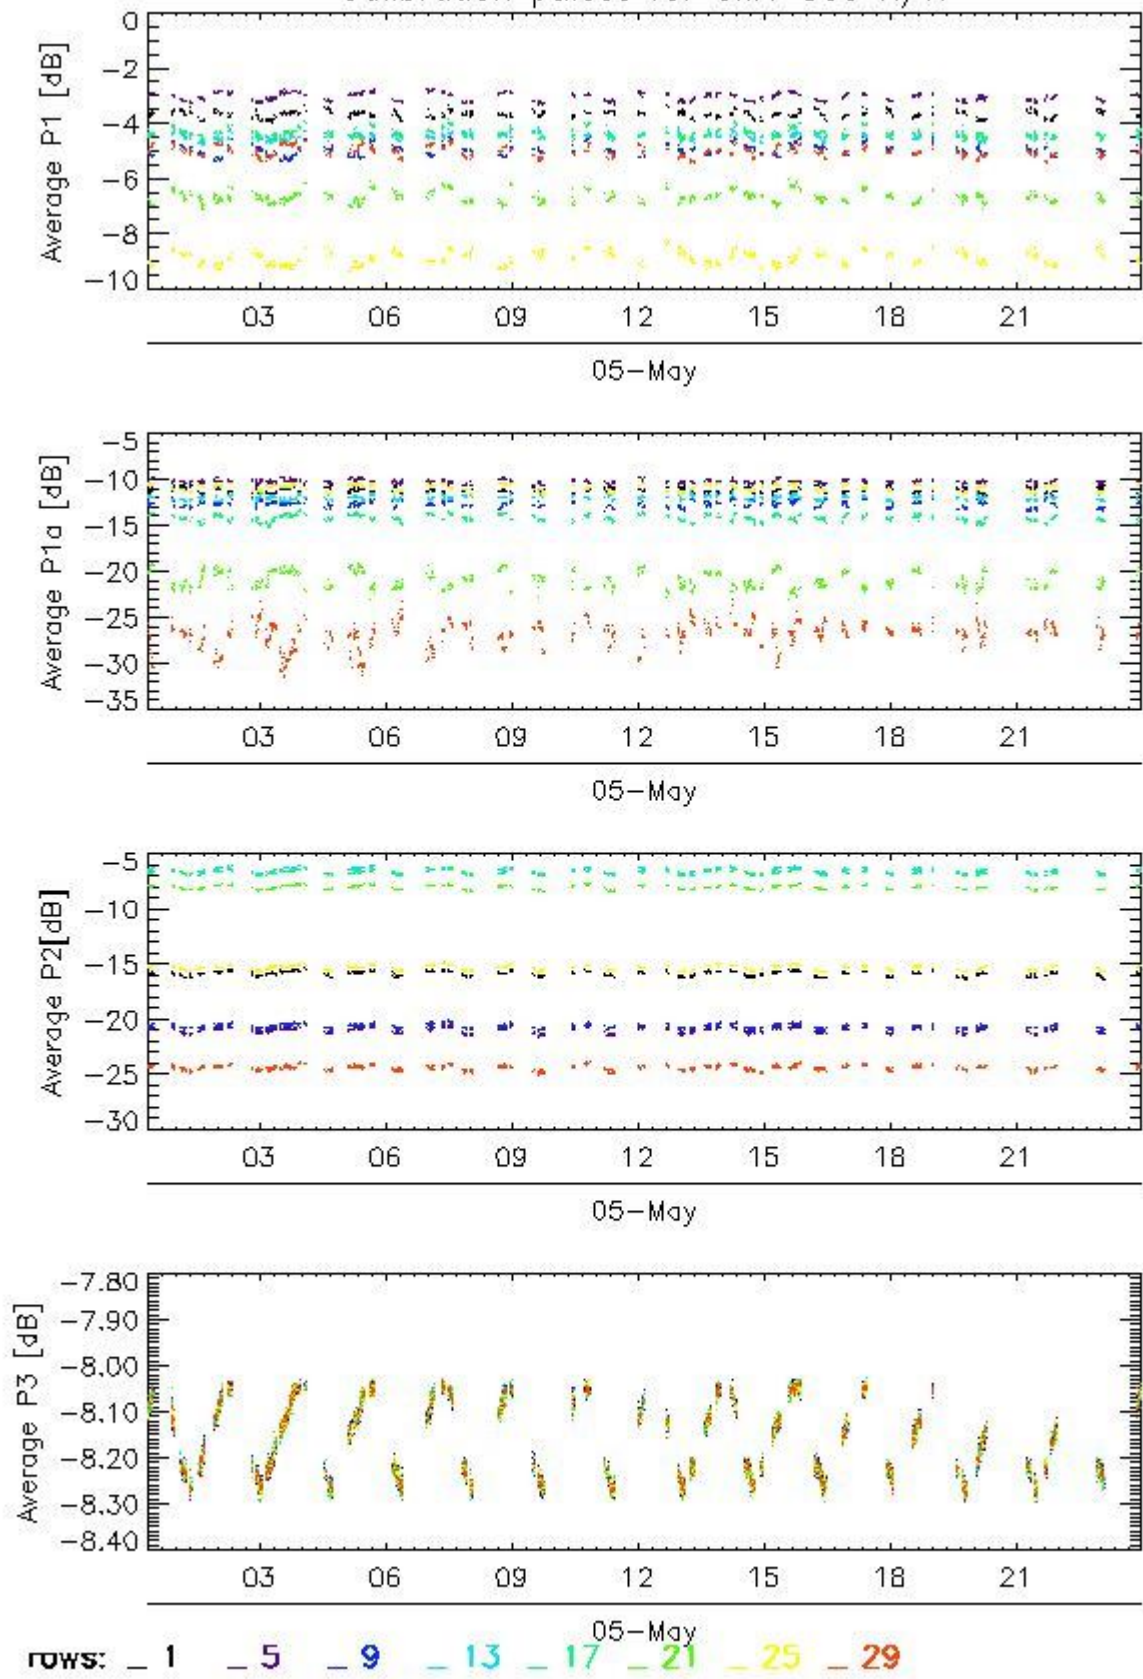 0
−2
−4
−6
−8
−10
Average P1 [dB]
03 06 09 12 15 18 21
05−May
−5
−10
−15
−20
−25
−30
−35
Average P1a [dB]
03 06 09 12 15 18 21
05−May
−5
−10
−15
−20
−25
−30
Average P2[dB]
03 06 09 12 15 18 21
05−May
−7.80
−7.90
−8.00
−8.10
−8.20
−8.30
−8.40
Average P3 [dB]
03 06 09 12 15 18 21
05−May
rows: _ 1 _ 5 _ 9 _ 13 _ 17 _ 21 _ 25 _ 29